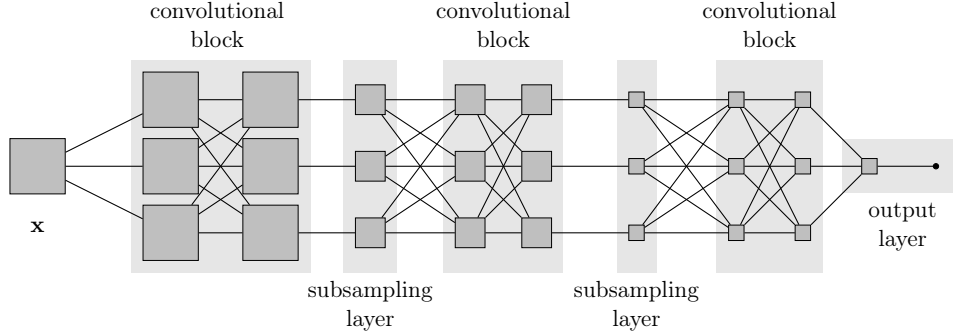 convolutional
block
convolutional
block
convolutional
block
x
output
layer
subsampling
layer
subsampling
layer